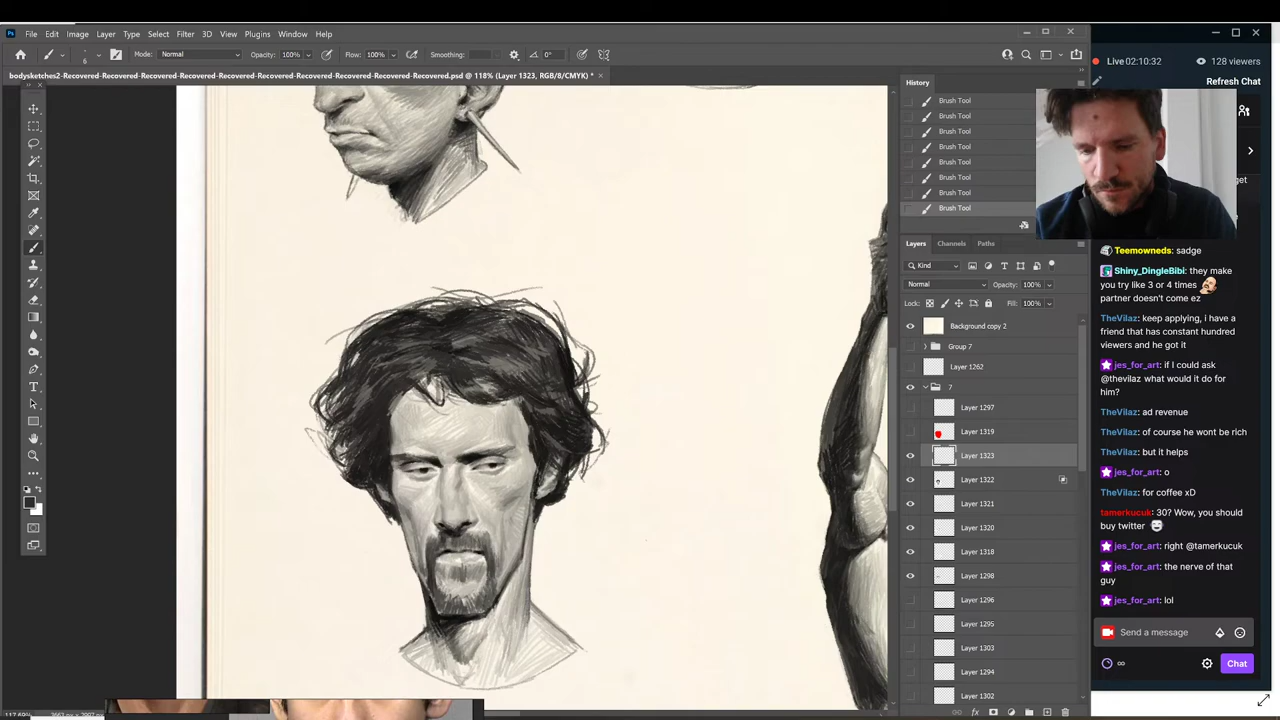 File Edit Image Layer Type Select Filter 3D View Plugins Window Help
6 Mode: Normal Opacity: 100% Flow: 100% Smoothing: 0°
bodysketches2-Recovered-Recovered-Recovered-Recovered-Recovered-Recovered-Recovered-Recovered-Recovered.psd @ 118% (Layer 1323, RGB/8/CMYK) *
History
Brush Tool
Brush Tool
Brush Tool
Brush Tool
Brush Tool
Brush Tool
Brush Tool
Brush Tool
Layers Channels Paths
Kind
Normal Opacity: 100%
Lock: Fill: 100%
Background copy 2
Group 7
Layer 1262
7
Layer 1297
Layer 1319
Layer 1323
Layer 1322
Layer 1321
Layer 1320
Layer 1318
Layer 1298
Layer 1296
Layer 1295
Layer 1303
Layer 1294
Layer 1302
Live 02:10:32 128 viewers
Refresh Chat
Teemowneds: sadge
Shiny_DingleBibi: they make
you try like 3 or 4 times
partner doesn't come ez
TheVilaz: keep applying, i have a
friend that has constant hundred
viewers and he got it
jes_for_art: if I could ask
@thevilaz what would it do for
him?
TheVilaz: ad revenue
TheVilaz: of course he wont be rich
TheVilaz: but it helps
jes_for_art: o
TheVilaz: for coffee xD
tamerkucuk: 30? Wow, you should
buy twitter
jes_for_art: right @tamerkucuk
jes_for_art: the nerve of that
guy
jes_for_art: lol
Send a message
∞ Chat